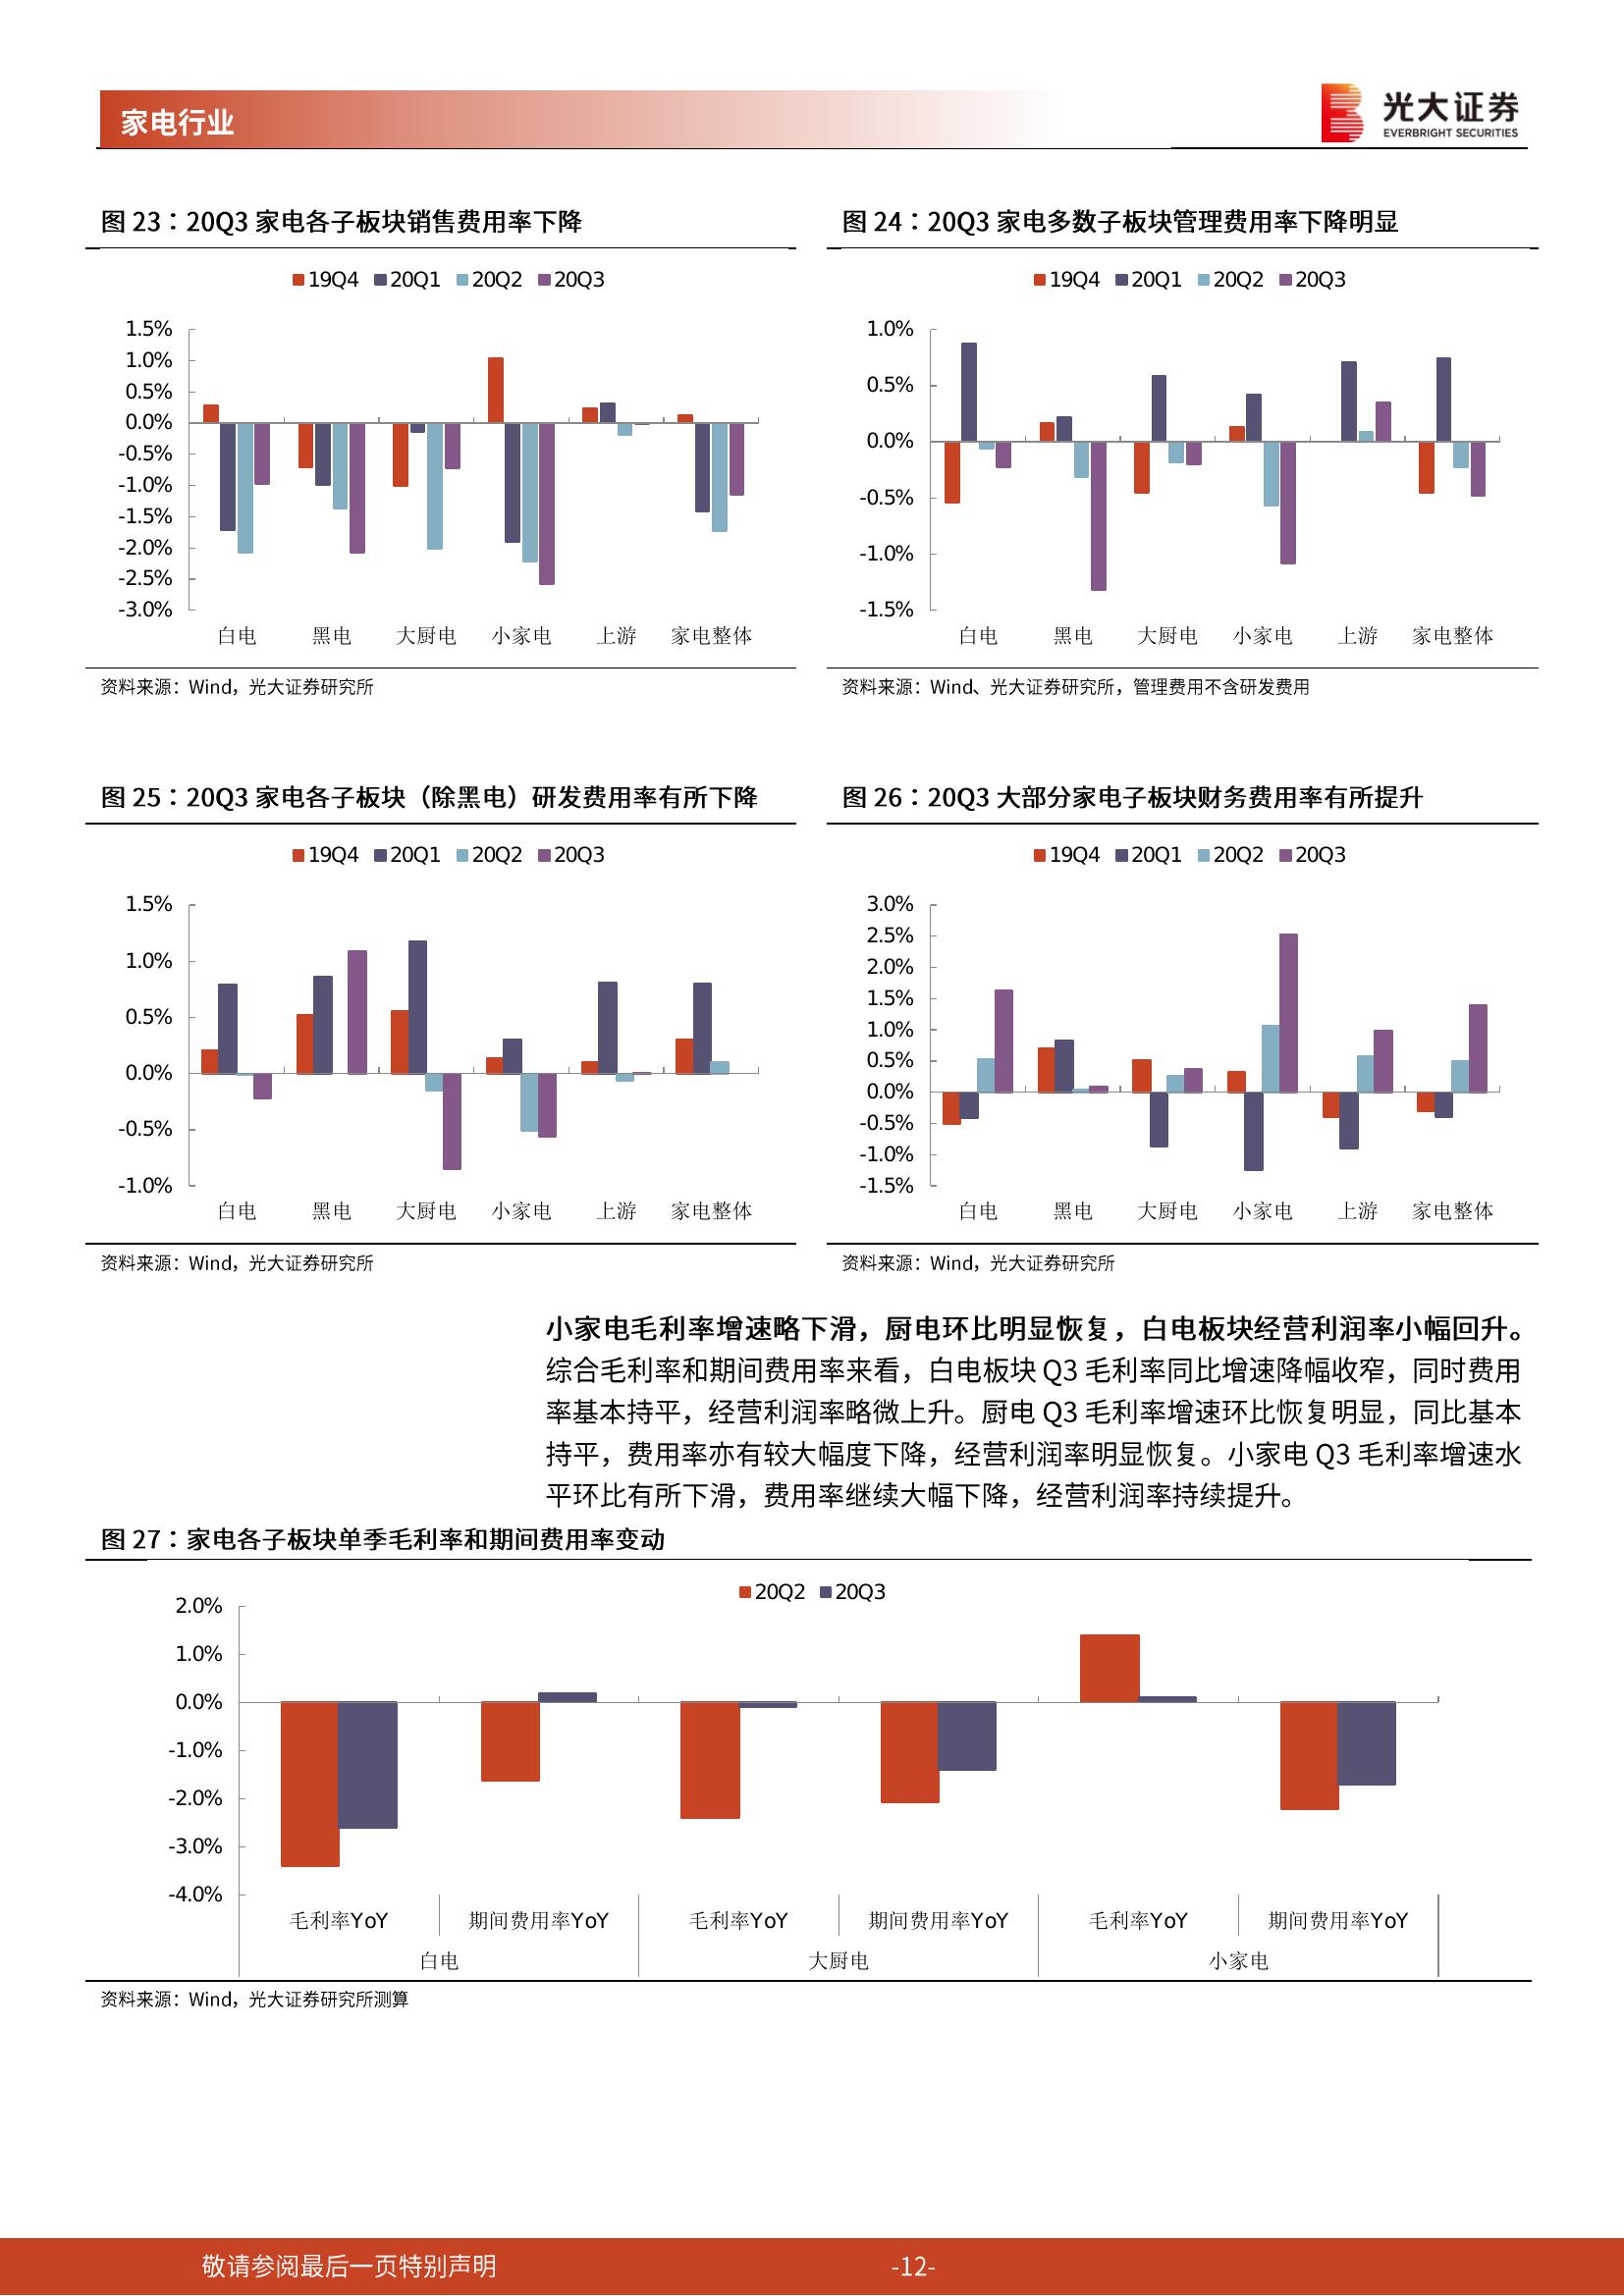 家电行业
光大证券
EVERBRIGHT SECURITIES
图 23：20Q3 家电各子板块销售费用率下降
19Q4 20Q1 20Q2 20Q3
1.5%
1.0%
0.5%
0.0%
-0.5%
-1.0%
-1.5%
-2.0%
-2.5%
-3.0%
白电 黑电 大厨电 小家电 上游 家电整体
资料来源：Wind，光大证券研究所
图 24：20Q3 家电多数子板块管理费用率下降明显
19Q4 20Q1 20Q2 20Q3
1.0%
0.5%
0.0%
-0.5%
-1.0%
-1.5%
白电 黑电 大厨电 小家电 上游 家电整体
资料来源：Wind、光大证券研究所，管理费用不含研发费用
图 25：20Q3 家电各子板块（除黑电）研发费用率有所下降
19Q4 20Q1 20Q2 20Q3
1.5%
1.0%
0.5%
0.0%
-0.5%
-1.0%
白电 黑电 大厨电 小家电 上游 家电整体
资料来源：Wind，光大证券研究所
图 26：20Q3 大部分家电子板块财务费用率有所提升
19Q4 20Q1 20Q2 20Q3
3.0%
2.5%
2.0%
1.5%
1.0%
0.5%
0.0%
-0.5%
-1.0%
-1.5%
白电 黑电 大厨电 小家电 上游 家电整体
资料来源：Wind，光大证券研究所
小家电毛利率增速略下滑，厨电环比明显恢复，白电板块经营利润率小幅回升。
综合毛利率和期间费用率来看，白电板块 Q3 毛利率同比增速降幅收窄，同时费用
率基本持平，经营利润率略微上升。厨电 Q3 毛利率增速环比恢复明显，同比基本
持平，费用率亦有较大幅度下降，经营利润率明显恢复。小家电 Q3 毛利率增速水
平环比有所下滑，费用率继续大幅下降，经营利润率持续提升。
图 27：家电各子板块单季毛利率和期间费用率变动
20Q2 20Q3
2.0%
1.0%
0.0%
-1.0%
-2.0%
-3.0%
-4.0%
毛利率YoY 期间费用率YoY 毛利率YoY 期间费用率YoY 毛利率YoY 期间费用率YoY
白电 大厨电 小家电
资料来源：Wind，光大证券研究所测算
敬请参阅最后一页特别声明 -12-